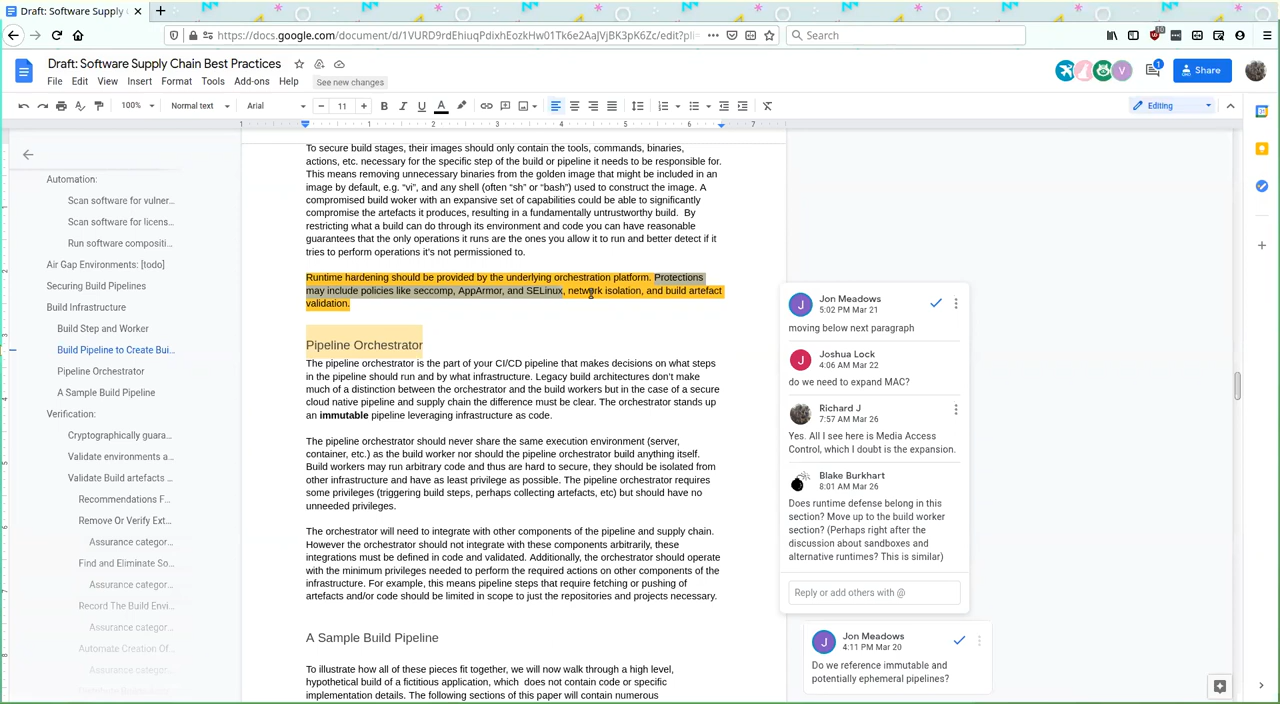 Draft: Software Supply C
https://docs.google.com/document/d/1VURD9rdEhiuqPdixhEozkHw01Tk6e2AaJVjBK3pK6Zc/edit?pli=
Search
Draft: Software Supply Chain Best Practices
File Edit View Insert Format Tools Add-ons Help See new changes
V
1
Share
100% Normal text Arial 11 B I U A Editing
1 1 2 3 4 5 6 7
Automation:
Scan software for vulner...
Scan software for licens...
Run software compositi...
Air Gap Environments: [todo]
Securing Build Pipelines
Build Infrastructure
Build Step and Worker
Build Pipeline to Create Bui...
Pipeline Orchestrator
A Sample Build Pipeline
Verification:
Cryptographically guara...
Validate environments a...
Validate Build artefacts ...
Recommendations F...
Remove Or Verify Ext...
Assurance categor...
Find and Eliminate So...
Assurance categor...
Record The Build Envi...
Assurance categor...
Automate Creation Of...
Assurance categor...
To secure build stages, their images should only contain the tools, commands, binaries,
actions, etc. necessary for the specific step of the build or pipeline it needs to be responsible for.
This means removing unnecessary binaries from the golden image that might be included in an
image by default, e.g. “vi”, and any shell (often “sh” or “bash”) used to construct the image. A
compromised build woker with an expansive set of capabilities could be able to significantly
compromise the artefacts it produces, resulting in a fundamentally untrustworthy build. By
restricting what a build can do through its environment and code you can have reasonable
guarantees that the only operations it runs are the ones you allow it to run and better detect if it
tries to perform operations it’s not permissioned to.
Runtime hardening should be provided by the underlying orchestration platform. Protections
may include policies like seccomp, AppArmor, and SELinux, network isolation, and build artefact
validation.
Pipeline Orchestrator
The pipeline orchestrator is the part of your CI/CD pipeline that makes decisions on what steps
in the pipeline should run and by what infrastructure. Legacy build architectures don’t make
much of a distinction between the orchestrator and the build workers but in the case of a secure
cloud native pipeline and supply chain the difference must be clear. The orchestrator stands up
an immutable pipeline leveraging infrastructure as code.
The pipeline orchestrator should never share the same execution environment (server,
container, etc.) as the build worker nor should the pipeline orchestrator build anything itself.
Build workers may run arbitrary code and thus are hard to secure, they should be isolated from
other infrastructure and have as least privilege as possible. The pipeline orchestrator requires
some privileges (triggering build steps, perhaps collecting artefacts, etc) but should have no
unneeded privileges.
The orchestrator will need to integrate with other components of the pipeline and supply chain.
However the orchestrator should not integrate with these components arbitrarily, these
integrations must be defined in code and validated. Additionally, the orchestrator should operate
with the minimum privileges needed to perform the required actions on other components of the
infrastructure. For example, this means pipeline steps that require fetching or pushing of
artefacts and/or code should be limited in scope to just the repositories and projects necessary.
A Sample Build Pipeline
To illustrate how all of these pieces fit together, we will now walk through a high level,
hypothetical build of a fictitious application, which does not contain code or specific
implementation details. The following sections of this paper will contain numerous
J
Jon Meadows
5:02 PM Mar 21
moving below next paragraph
J
Joshua Lock
4:06 AM Mar 22
do we need to expand MAC?
Richard J
7:57 AM Mar 26
Yes. All I see here is Media Access
Control, which I doubt is the expansion.
Blake Burkhart
8:01 AM Mar 26
Does runtime defense belong in this
section? Move up to the build worker
section? (Perhaps right after the
discussion about sandboxes and
alternative runtimes? This is similar)
Reply or add others with @
J
Jon Meadows
4:11 PM Mar 20
Do we reference immutable and
potentially ephemeral pipelines?